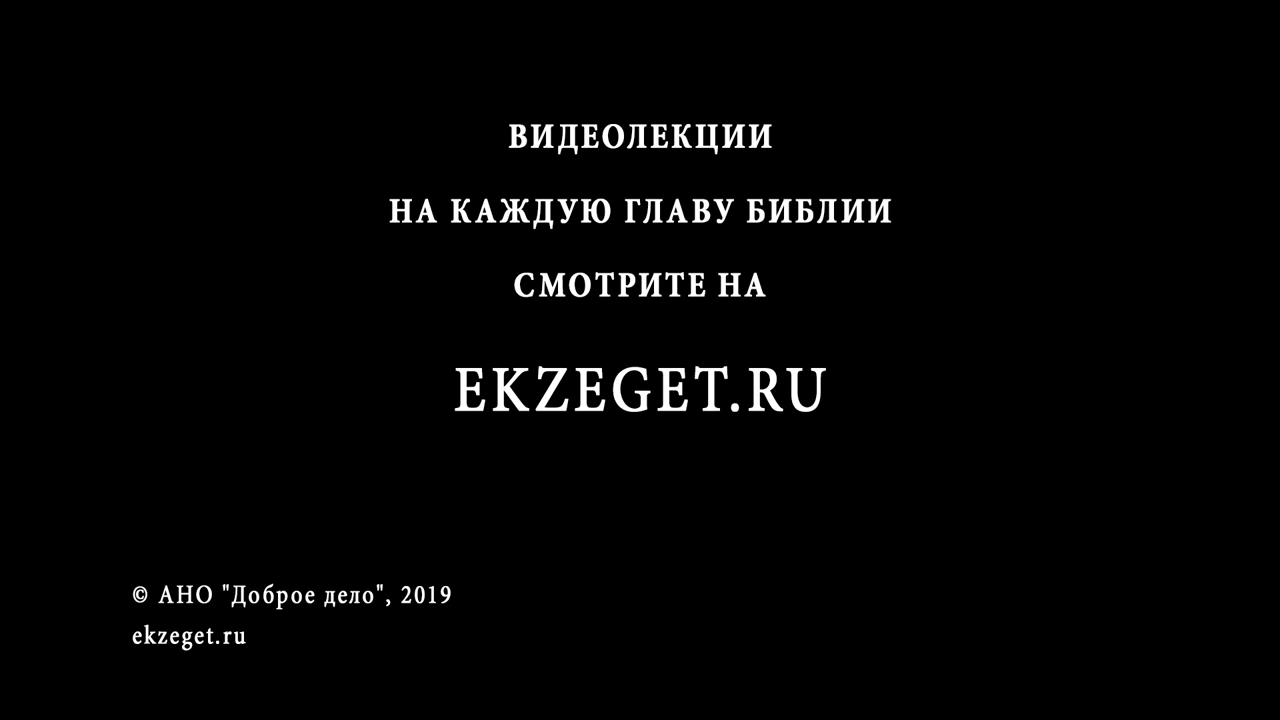 ВИДЕОЛЕКЦИИ
НА КАЖДУЮ ГЛАВУ БИБЛИИ
СМОТРИТЕ НА
EKZEGET.RU
© АНО "Доброе дело", 2019
ekzeget.ru